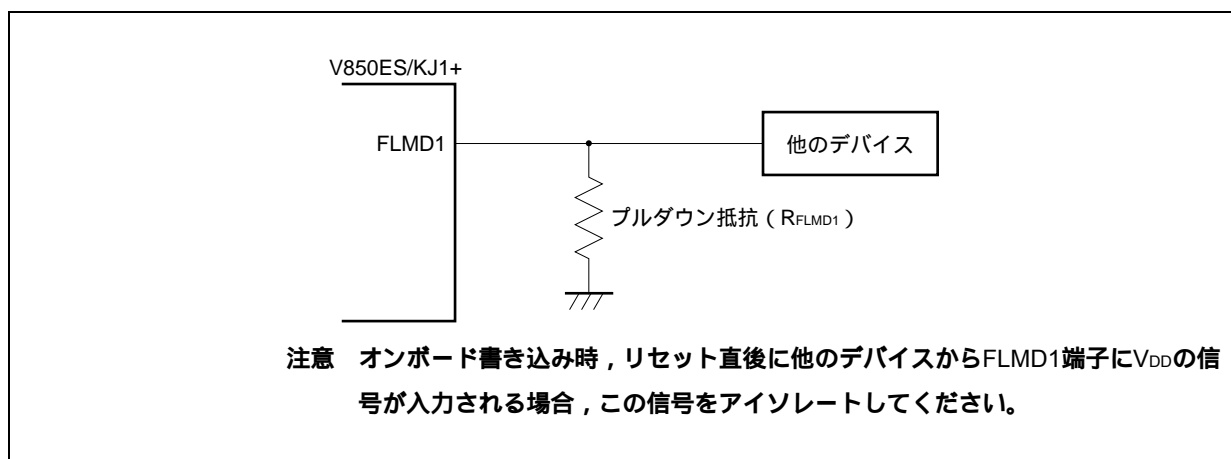 V850ES/KJ1+
FLMD1
他のデバイス
プルダウン抵抗（RFLMD1）
注意　オンボード書き込み時，リセット直後に他のデバイスからFLMD1端子にVDDの信
号が入力される場合，この信号をアイソレートしてください。